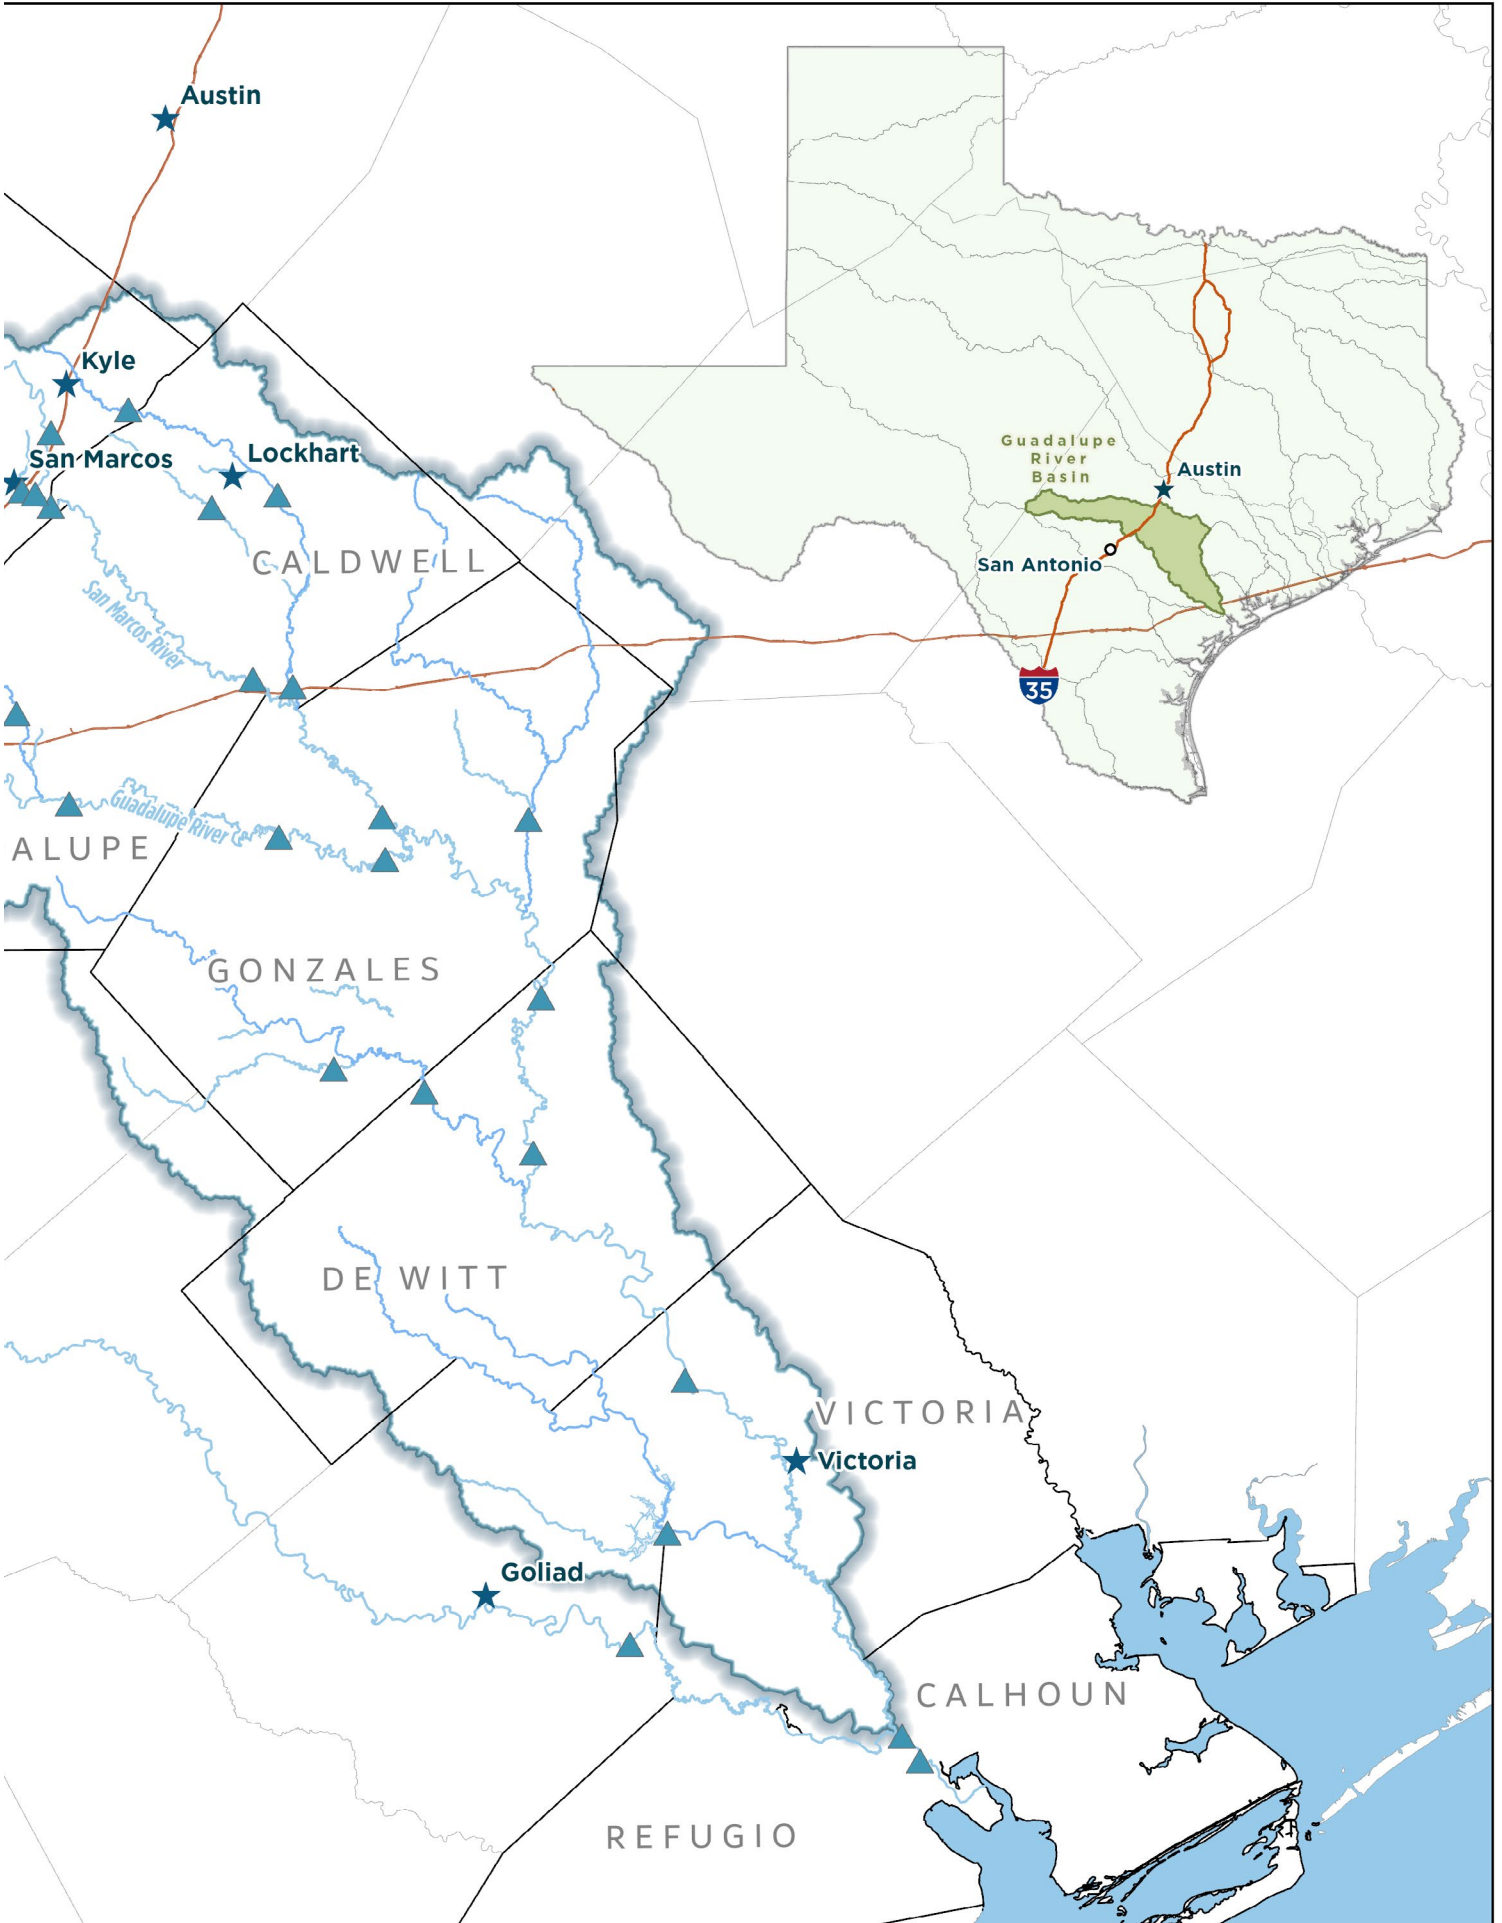 Austin
Kyle
San Marcos
Lockhart
CALDWELL
San Marcos River
Guadalupe River
ALUPE
GONZALES
DE WITT
VICTORIA
Victoria
Goliad
CALHOUN
REFUGIO
Guadalupe
River
Basin
Austin
San Antonio
35